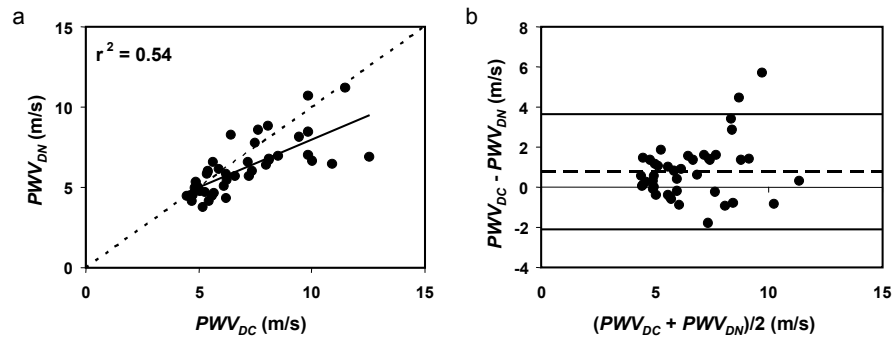 a
15
10
5
0
r² = 0.54
PWV_DN (m/s)
0 5 10 15
PWV_DC (m/s)
b
8
6
4
2
0
-2
-4
PWV_DC - PWV_DN (m/s)
0 5 10 15
(PWV_DC + PWV_DN)/2 (m/s)